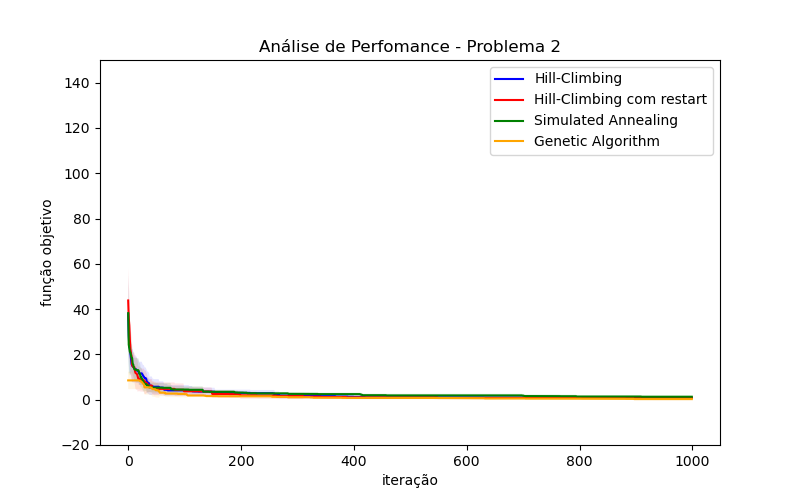 Análise de Perfomance - Problema 2
Hill-Climbing
Hill-Climbing com restart
Simulated Annealing
Genetic Algorithm
função objetivo
140
120
100
80
60
40
20
0
−20
0 200 400 600 800 1000
iteração